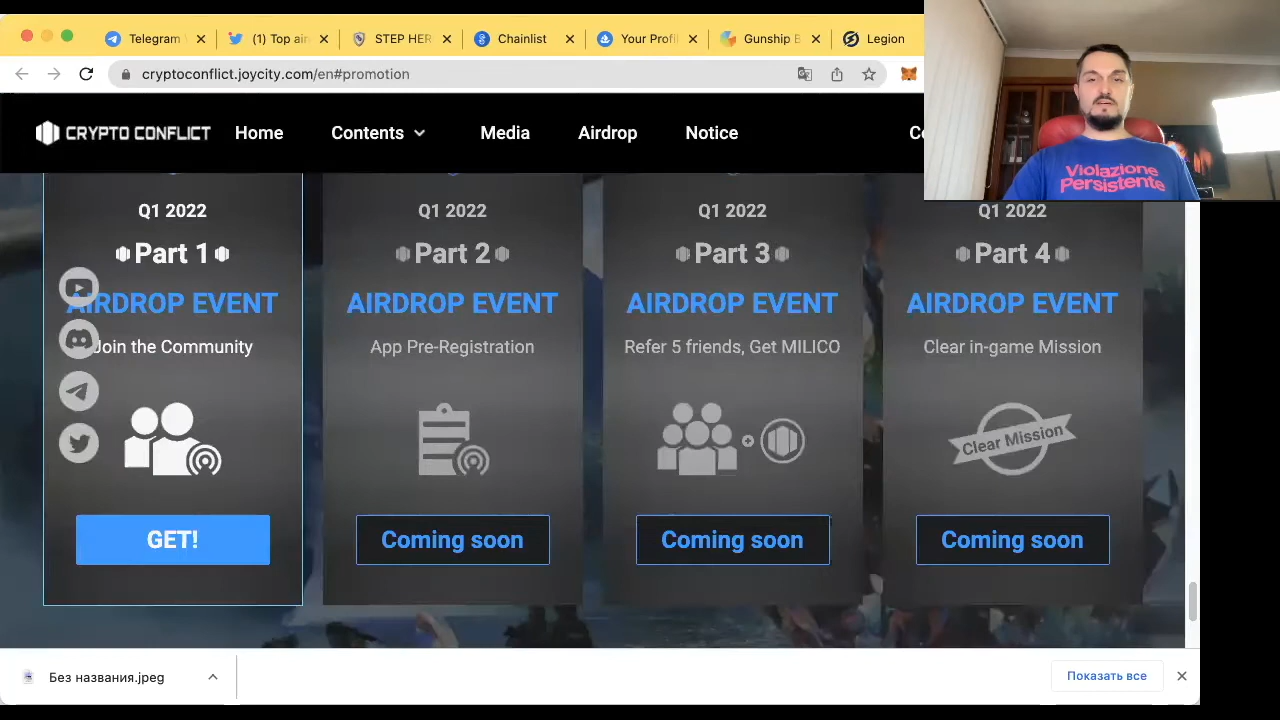 Telegram
(1) Top air
STEP HER
Chainlist
Your Profi
Gunship B
Legion
cryptoconflict.joycity.com/en#promotion
CRYPTO CONFLICT
Home
Contents
Media
Airdrop
Notice
Violazione
Persistente
Q1 2022
Part 1
AIRDROP EVENT
Join the Community
GET!
Q1 2022
Part 2
AIRDROP EVENT
App Pre-Registration
Coming soon
Q1 2022
Part 3
AIRDROP EVENT
Refer 5 friends, Get MILICO
Coming soon
Q1 2022
Part 4
AIRDROP EVENT
Clear in-game Mission
Clear Mission
Coming soon
Без названия.jpeg
Показать все